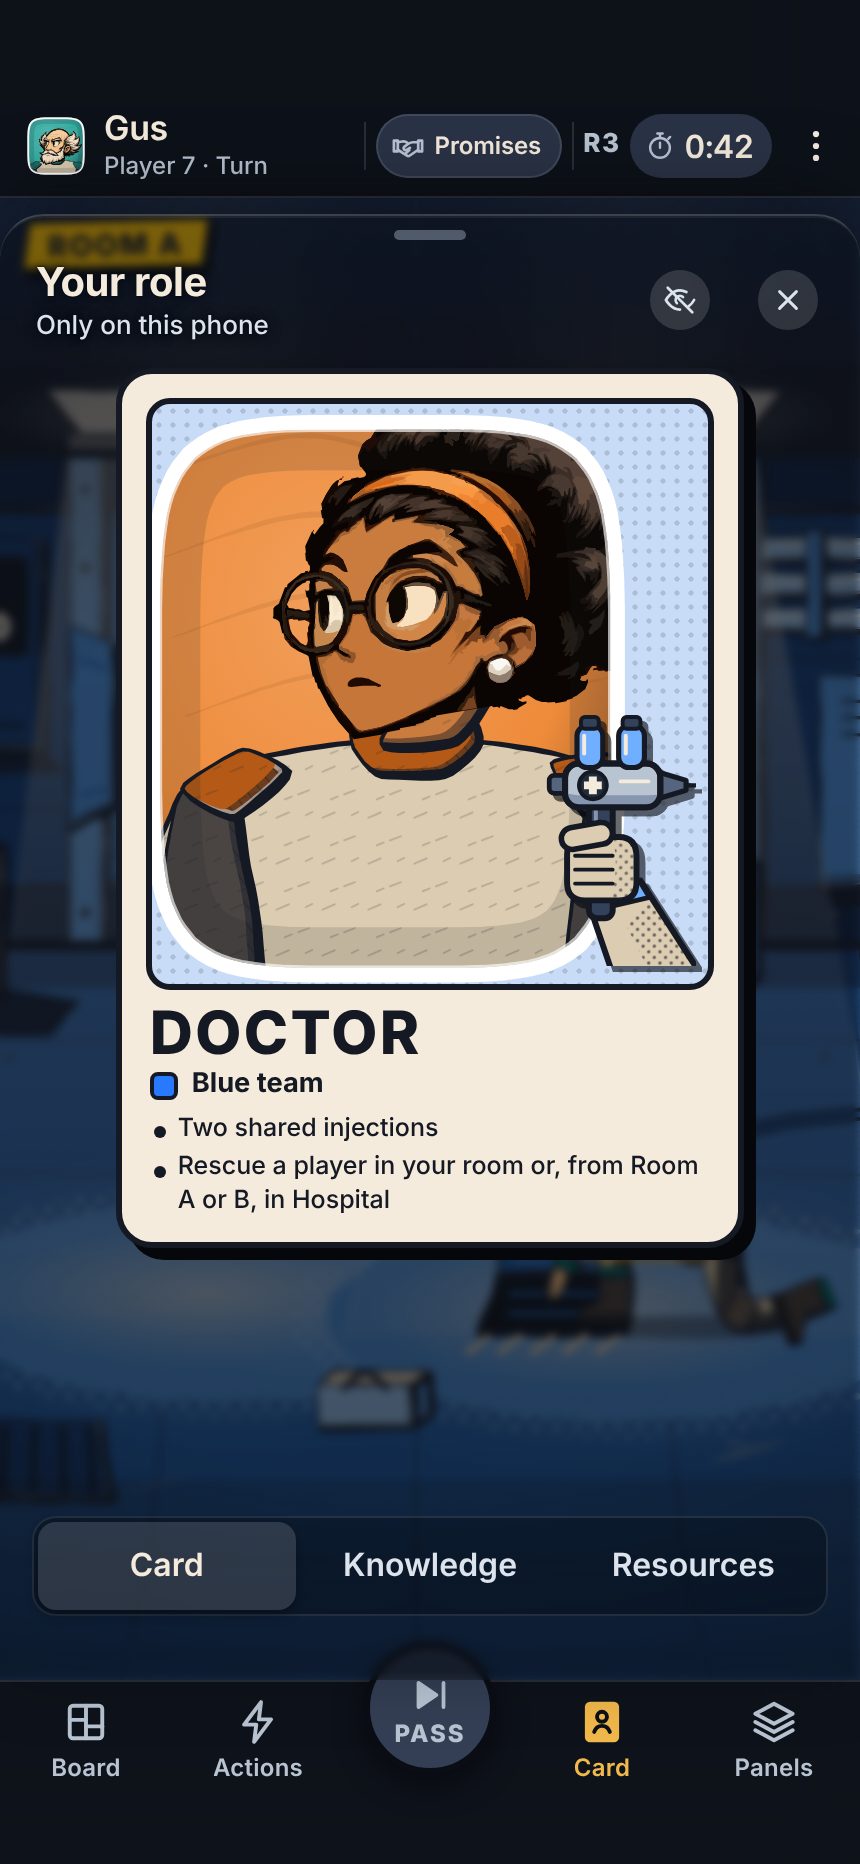 Gus
Player 7 · Turn
Promises
R3
0:42
ROOM A
Your role
Only on this phone
DOCTOR
Blue team
• Two shared injections
• Rescue a player in your room or, from Room
A or B, in Hospital
Card
Knowledge
Resources
PASS
Board
Actions
Card
Panels